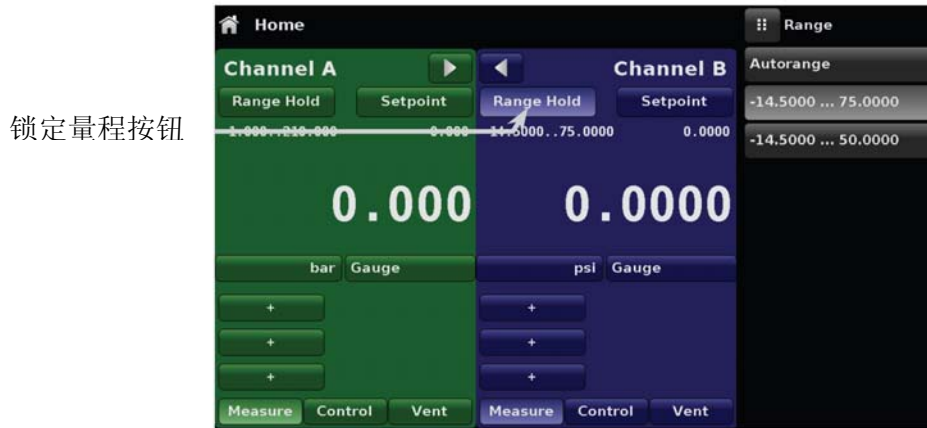 Home
Range
Channel A
Channel B
Autorange
Range Hold Setpoint
Range Hold Setpoint
-14.5000 ... 75.0000
锁定量程按钮
0.000
14.5000..75.0000 0.0000
-14.5000 ... 50.0000
0.000
0.0000
bar Gauge
psi Gauge
+
+
+
+
+
+
Measure Control Vent
Measure Control Vent